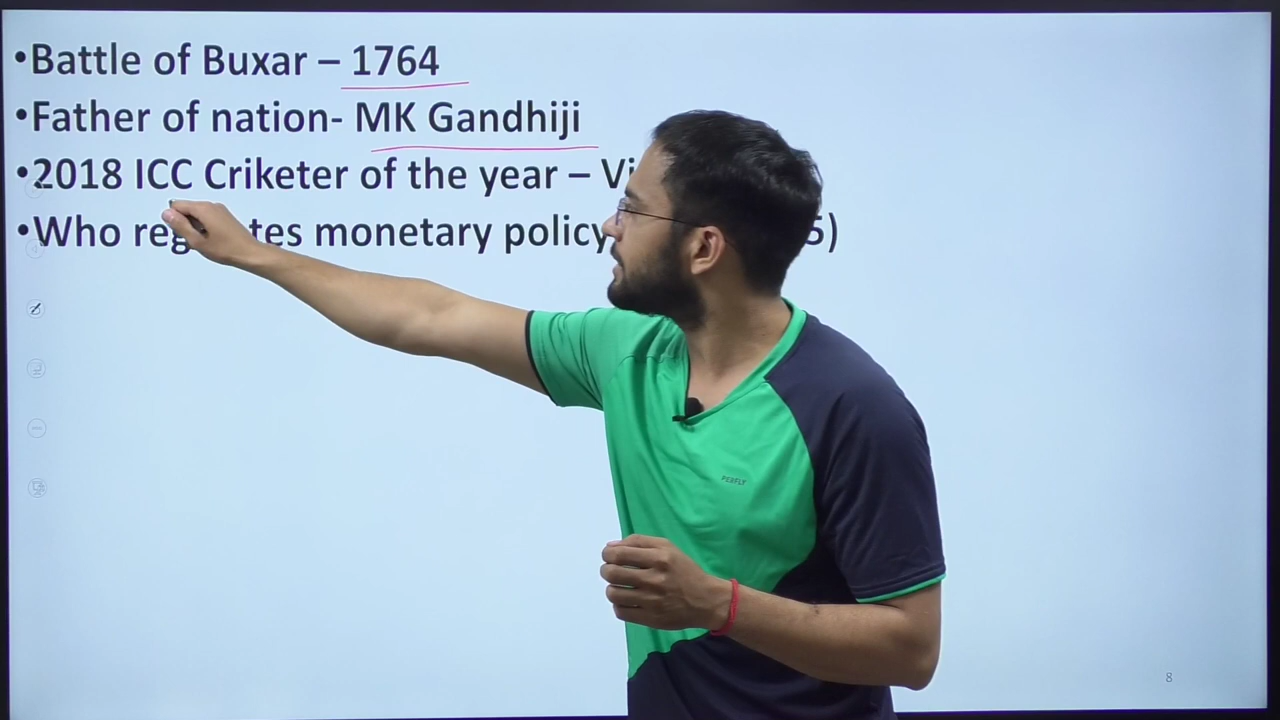 •Battle of Buxar – 1764
•Father of nation- MK Gandhiji
•2018 ICC Criketer of the year –
•Who monetary policy 5)
PERFLY
8